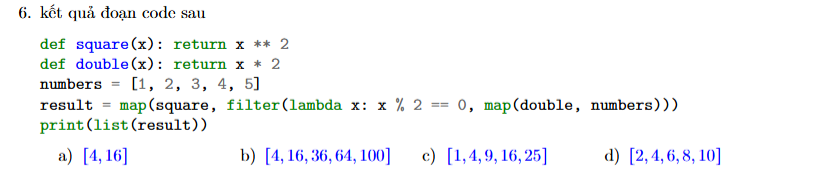 6. kết quả đoạn code sau
def square(x): return x ** 2
def double(x): return x * 2
numbers = [1, 2, 3, 4, 5]
result = map(square, filter(lambda x: x % 2 == 0, map(double, numbers)))
print(list(result))
a) [4, 16] b) [4, 16, 36, 64, 100] c) [1, 4, 9, 16, 25] d) [2, 4, 6, 8, 10]